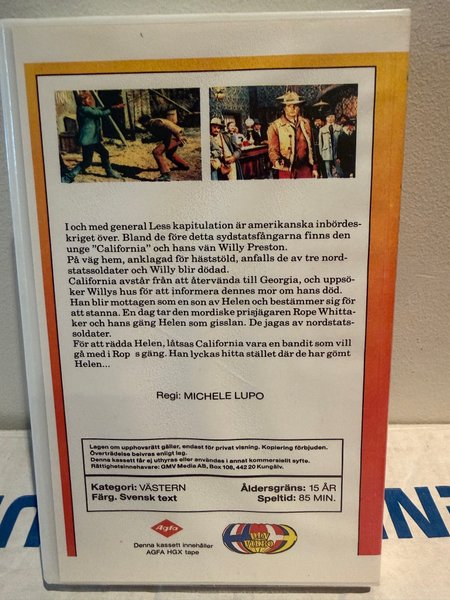 I och med general Less kapitulation är amerikanska inbördes-
kriget över. Bland de före detta sydstatsfångarna finns den
unge "California" och hans vän Willy Preston.
På väg hem, anklagad för häststöld, anfalls de av tre nord-
statssoldater och Willy blir dödad.
California avstår från att återvända till Georgia, och uppsö-
ker Willys hus för att informera dennes mor om hans död.
Han blir mottagen som en son av Helen och bestämmer sig för
att stanna. En dag tar den mordiske prisjägaren Rope Whitta-
ker och hans gäng Helen som gisslan. De jagas av nordstats-
soldater.
För att rädda Helen, låtsas California vara en bandit som vill
gå med i Rop s gäng. Han lyckas hitta stället där de har gömt
Helen...
Regi: MICHELE LUPO
Lagen om upphovsrätt gäller, endast för privat visning. Kopiering förbjuden.
Överträdelse beivras enligt lag.
Denna kassett får ej uthyras eller användas i annat kommersiellt syfte.
Rättighetsinnehavare: GMV Media AB, Box 108, 442 20 Kungälv.
Kategori: VÄSTERN Åldersgräns: 15 ÅR
Färg. Svensk text Speltid: 85 MIN.
Agfa
Denna kassett innehåller
AGFA HGX tape
VIDEO
EN